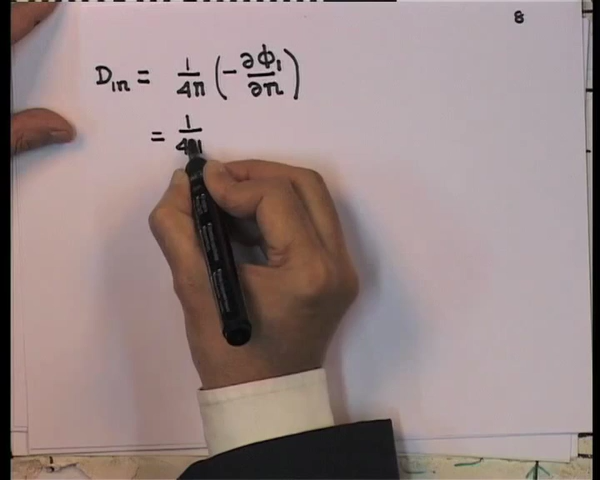 8
D₁n = 1/4π (-∂ϕ₁/∂n)
= 1/4π